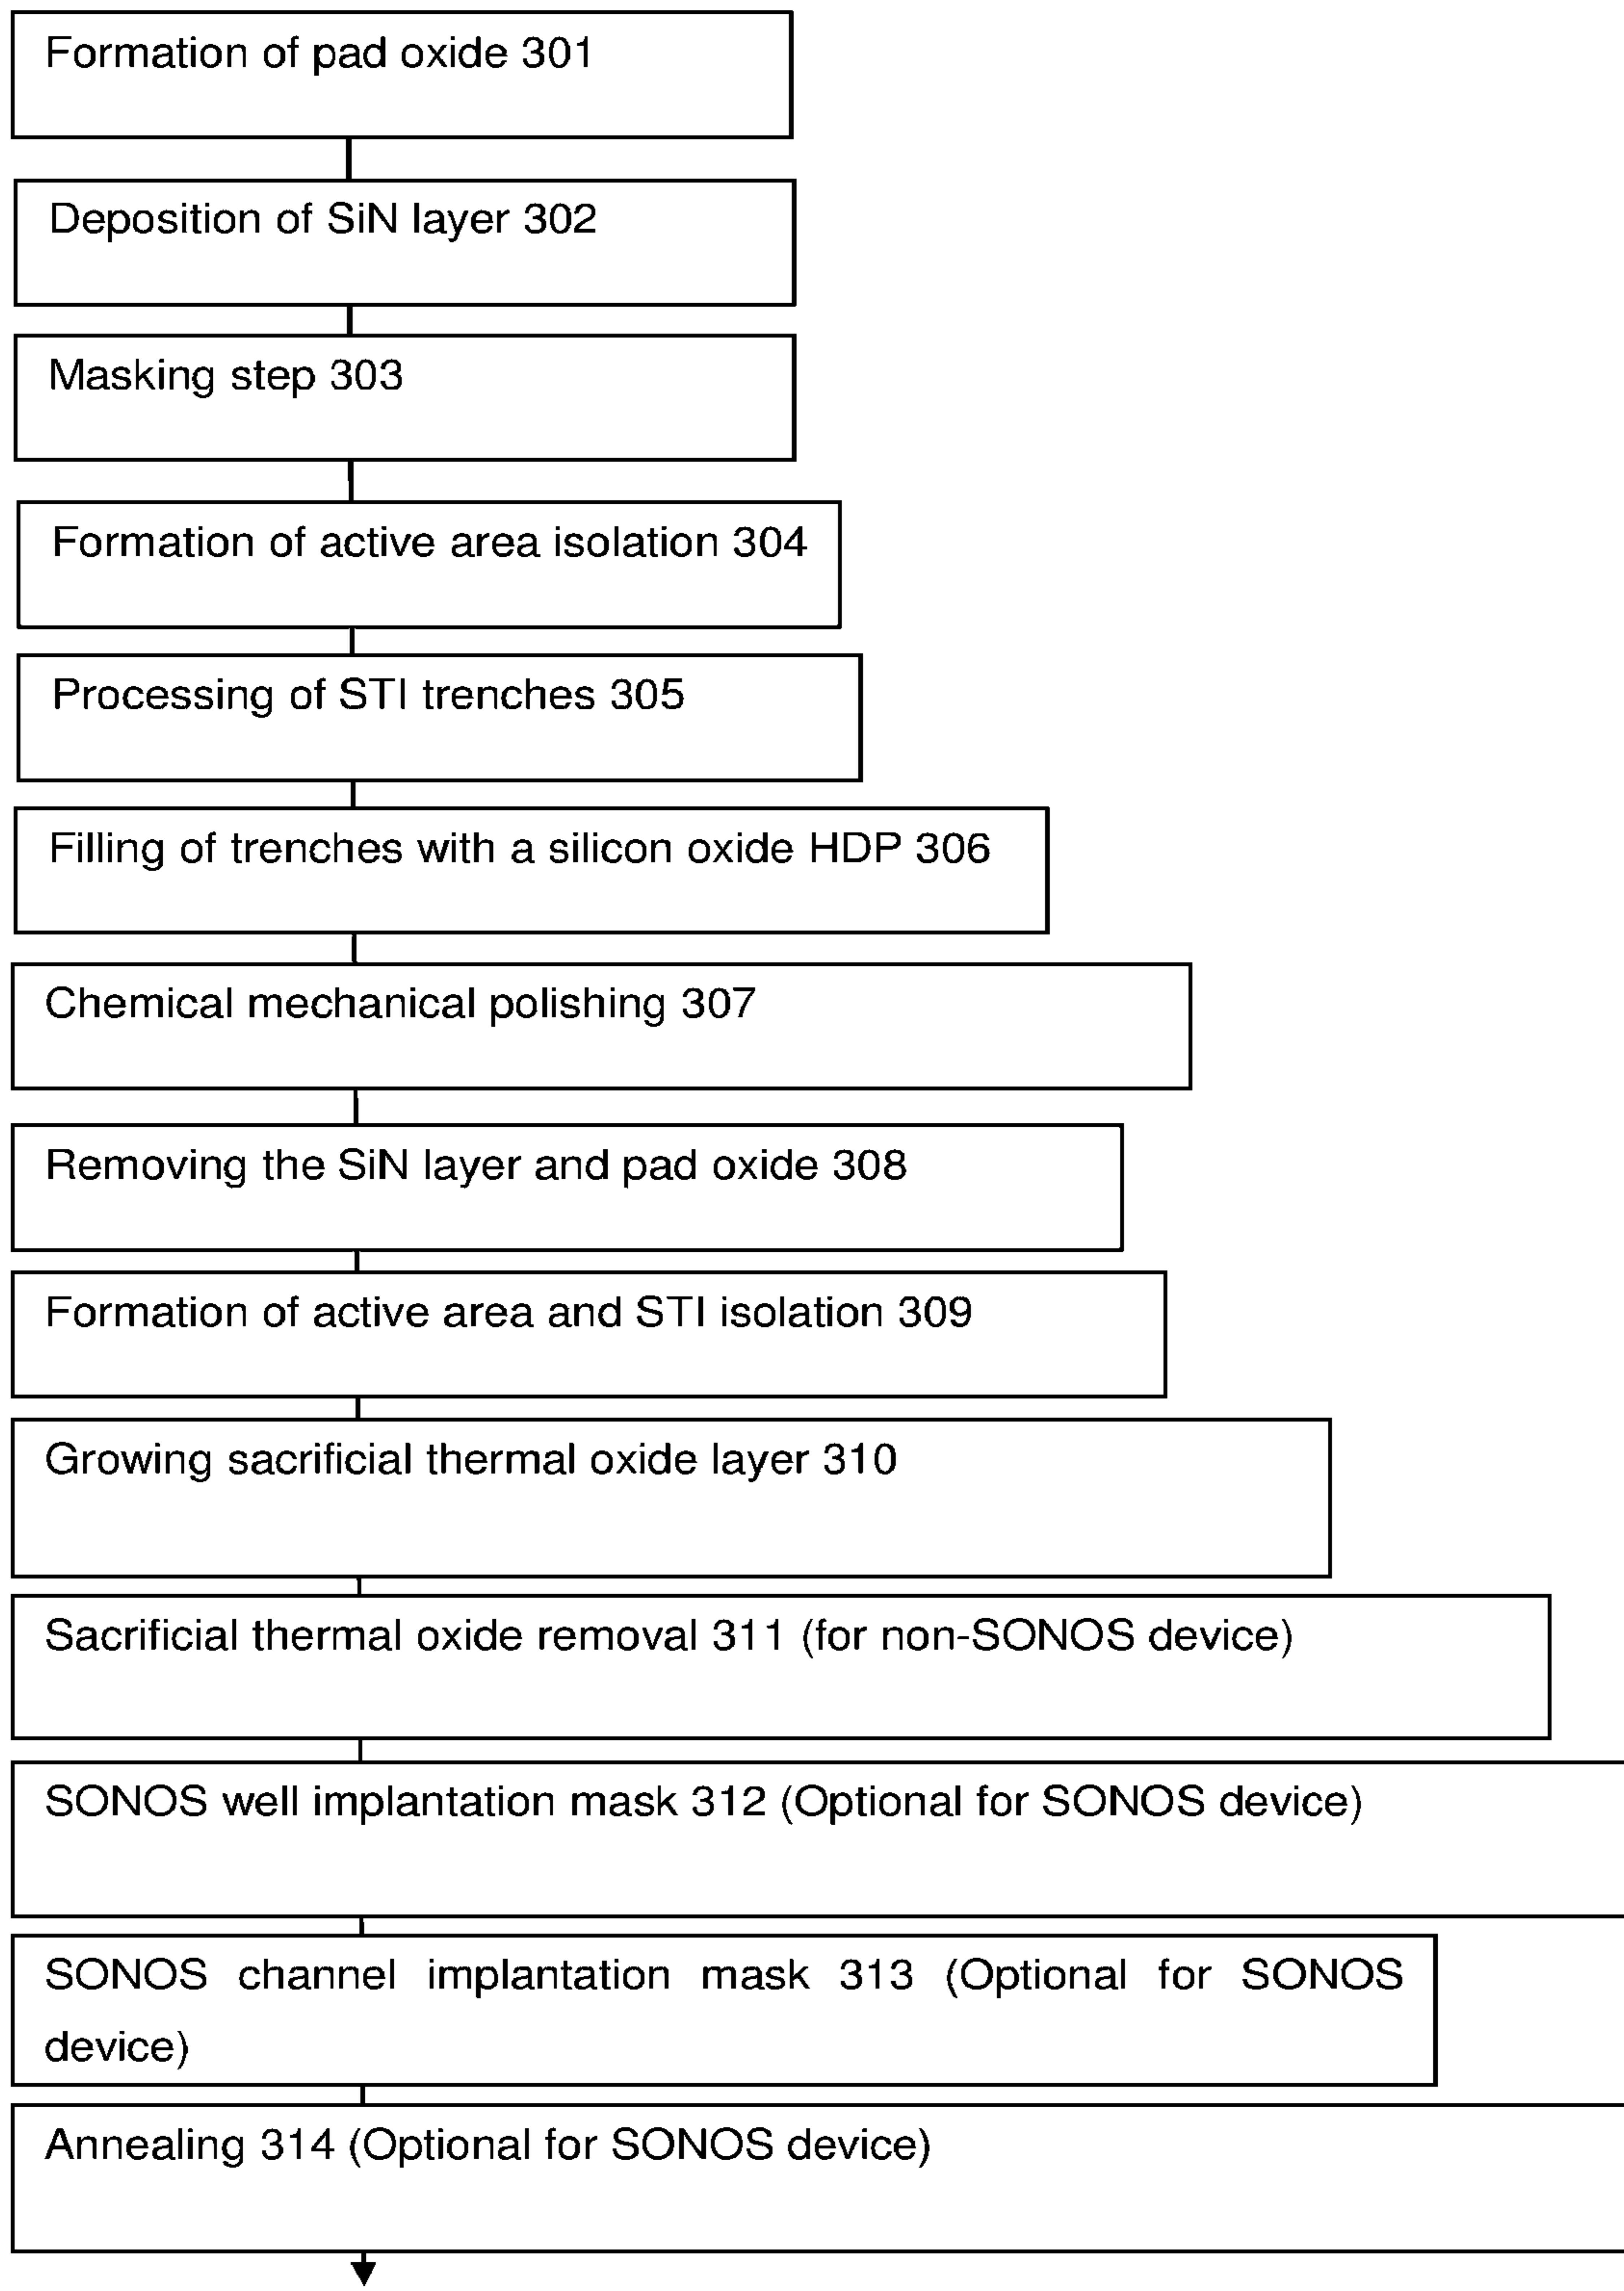 Formation of pad oxide 301
Deposition of SiN layer 302
Masking step 303
Formation of active area isolation 304
Processing of STI trenches 305
Filling of trenches with a silicon oxide HDP 306
Chemical mechanical polishing 307
Removing the SiN layer and pad oxide 308
Formation of active area and STI isolation 309
Growing sacrificial thermal oxide layer 310
Sacrificial thermal oxide removal 311 (for non-SONOS device)
SONOS well implantation mask 312 (Optional for SONOS device)
SONOS channel implantation mask 313 (Optional for SONOS
device)
Annealing 314 (Optional for SONOS device)